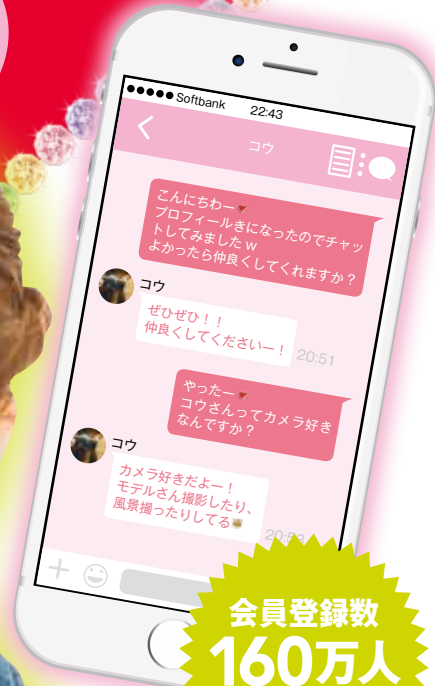 Softbank 22:43
コウ
こんにちわー
プロフィールきになったのでチャッ
トしてみましたw
よかったら仲良くしてくれますか？
コウ
ぜひぜひ！！
仲良くしてくださいー！
20:51
やったー
コウさんってカメラ好き
なんですか？
コウ
カメラ好きだよー！
モデルさん撮影したり、
風景撮ったりしてる
会員登録数
160万人